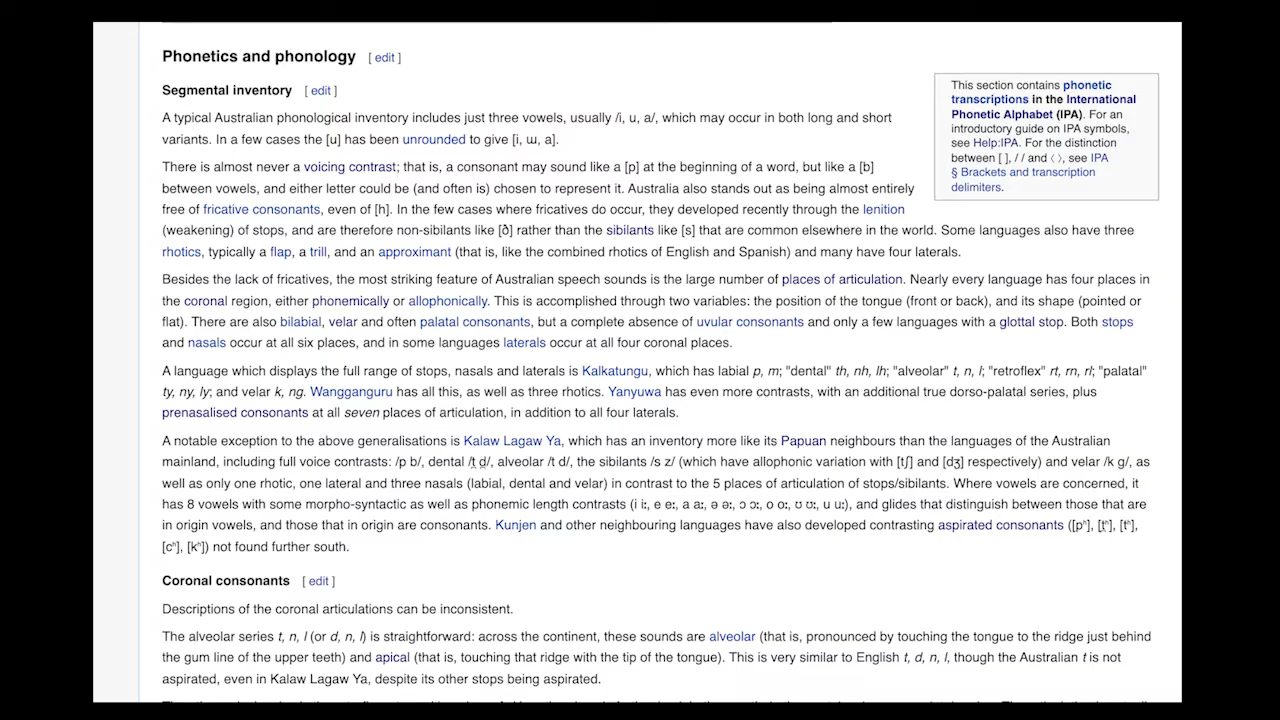 Phonetics and phonology [ edit ]
Segmental inventory [ edit ]
A typical Australian phonological inventory includes just three vowels, usually /i, u, a/, which may occur in both long and short
variants. In a few cases the [u] has been unrounded to give [i, ɯ, a].
There is almost never a voicing contrast; that is, a consonant may sound like a [p] at the beginning of a word, but like a [b]
between vowels, and either letter could be (and often is) chosen to represent it. Australia also stands out as being almost entirely
free of fricative consonants, even of [h]. In the few cases where fricatives do occur, they developed recently through the lenition
(weakening) of stops, and are therefore non-sibilants like [ð] rather than the sibilants like [s] that are common elsewhere in the world. Some languages also have three
rhotics, typically a flap, a trill, and an approximant (that is, like the combined rhotics of English and Spanish) and many have four laterals.
This section contains phonetic
transcriptions in the International
Phonetic Alphabet (IPA). For an
introductory guide on IPA symbols,
see Help:IPA. For the distinction
between [ ], / / and ⟨ ⟩, see IPA
§ Brackets and transcription
delimiters.
Besides the lack of fricatives, the most striking feature of Australian speech sounds is the large number of places of articulation. Nearly every language has four places in
the coronal region, either phonemically or allophonically. This is accomplished through two variables: the position of the tongue (front or back), and its shape (pointed or
flat). There are also bilabial, velar and often palatal consonants, but a complete absence of uvular consonants and only a few languages with a glottal stop. Both stops
and nasals occur at all six places, and in some languages laterals occur at all four coronal places.
A language which displays the full range of stops, nasals and laterals is Kalkatungu, which has labial p, m; "dental" th, nh, lh; "alveolar" t, n, l; "retroflex" rt, rn, rl; "palatal"
ty, ny, ly; and velar k, ng. Wangganguru has all this, as well as three rhotics. Yanyuwa has even more contrasts, with an additional true dorso-palatal series, plus
prenasalised consonants at all seven places of articulation, in addition to all four laterals.
A notable exception to the above generalisations is Kalaw Lagaw Ya, which has an inventory more like its Papuan neighbours than the languages of the Australian
mainland, including full voice contrasts: /p b/, dental /t̪ d̪/, alveolar /t d/, the sibilants /s z/ (which have allophonic variation with [tʃ] and [dʒ] respectively) and velar /k ɡ/, as
well as only one rhotic, one lateral and three nasals (labial, dental and velar) in contrast to the 5 places of articulation of stops/sibilants. Where vowels are concerned, it
has 8 vowels with some morpho-syntactic as well as phonemic length contrasts (i iː, e eː, a aː, ə əː, ɔ ɔː, o oː, ʊ ʊː, u uː), and glides that distinguish between those that are
in origin vowels, and those that in origin are consonants. Kunjen and other neighbouring languages have also developed contrasting aspirated consonants ([pʰ], [t̪ʰ], [tʰ],
[cʰ], [kʰ]) not found further south.
Coronal consonants [ edit ]
Descriptions of the coronal articulations can be inconsistent.
The alveolar series t, n, l (or d, n, l) is straightforward: across the continent, these sounds are alveolar (that is, pronounced by touching the tongue to the ridge just behind
the gum line of the upper teeth) and apical (that is, touching that ridge with the tip of the tongue). This is very similar to English t, d, n, l, though the Australian t is not
aspirated, even in Kalaw Lagaw Ya, despite its other stops being aspirated.